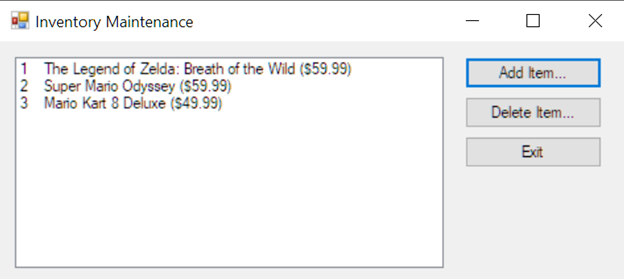 Inventory Maintenance
1 The Legend of Zelda: Breath of the Wild ($59.99)
2 Super Mario Odyssey ($59.99)
3 Mario Kart 8 Deluxe ($49.99)
Add Item...
Delete Item...
Exit